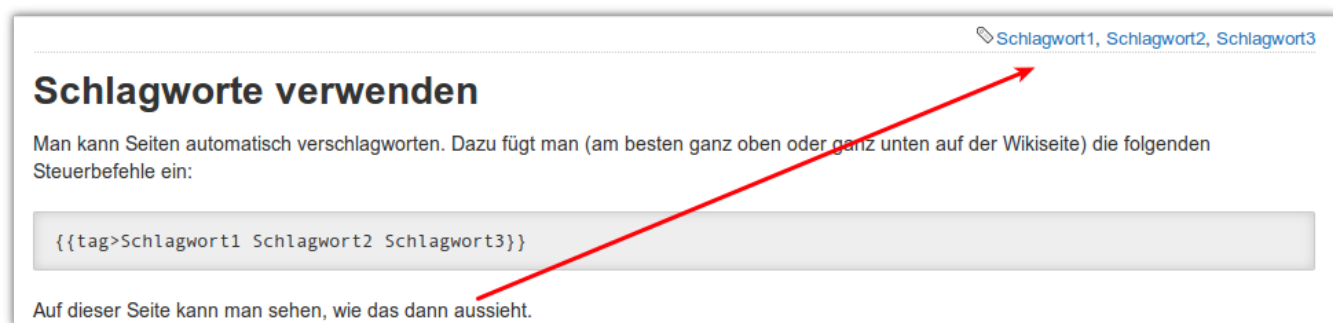 Schlagwort1, Schlagwort2, Schlagwort3
Schlagworte verwenden
Man kann Seiten automatisch verschlagworten. Dazu fügt man (am besten ganz oben oder ganz unten auf der Wikiseite) die folgenden
Steuerbefehle ein:
{{tag>Schlagwort1 Schlagwort2 Schlagwort3}}
Auf dieser Seite kann man sehen, wie das dann aussieht.